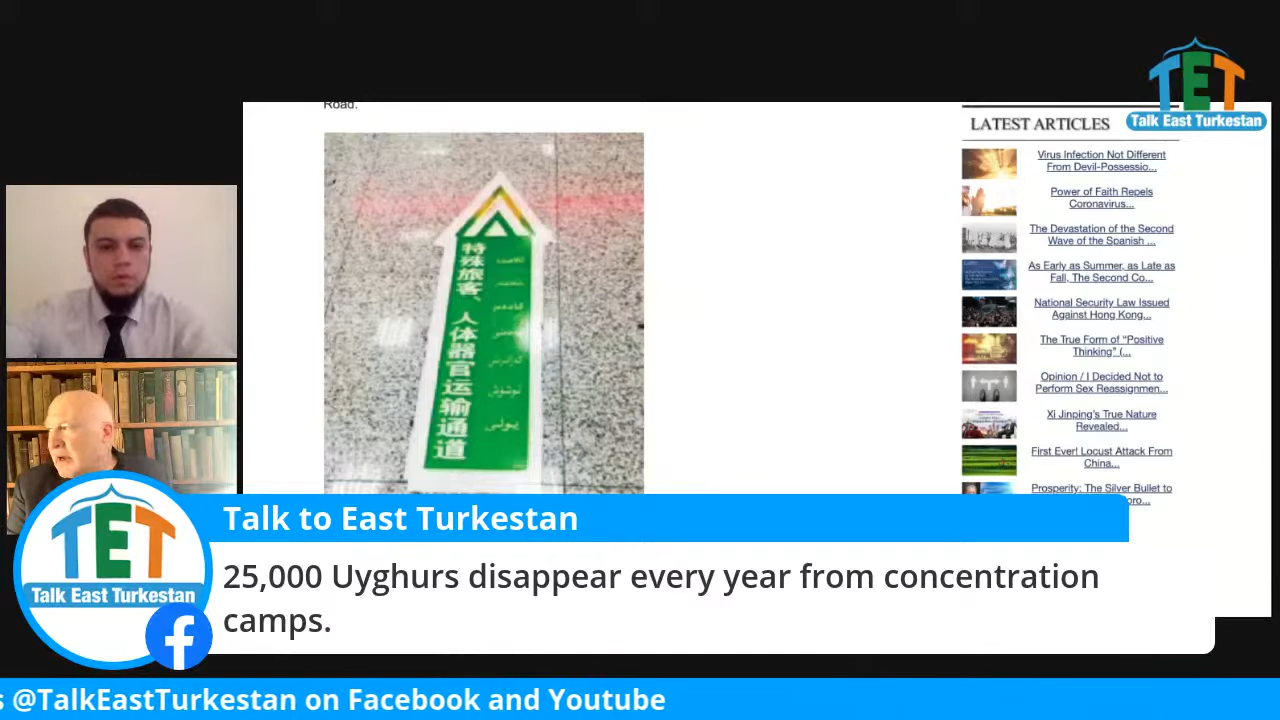 Road.
TET
Talk East Turkestan
LATEST ARTICLES
Virus Infection Not Different
From Devil-Possessio...
Power of Faith Repels
Coronavirus...
The Devastation of the Second
Wave of the Spanish ...
As Early as Summer, as Late as
Fall, The Second Co...
National Security Law Issued
Against Hong Kong...
The True Form of “Positive
Thinking” (...
Opinion / I Decided Not to
Perform Sex Reassignmen...
Xi Jinping's True Nature
Revealed...
First Ever! Locust Attack From
China...
Prosperity: The Silver Bullet to
oro...
特殊旅客、人体器官运输通道
Talk to East Turkestan
25,000 Uyghurs disappear every year from concentration
camps.
TET
Talk East Turkestan
s @TalkEastTurkestan on Facebook and Youtube